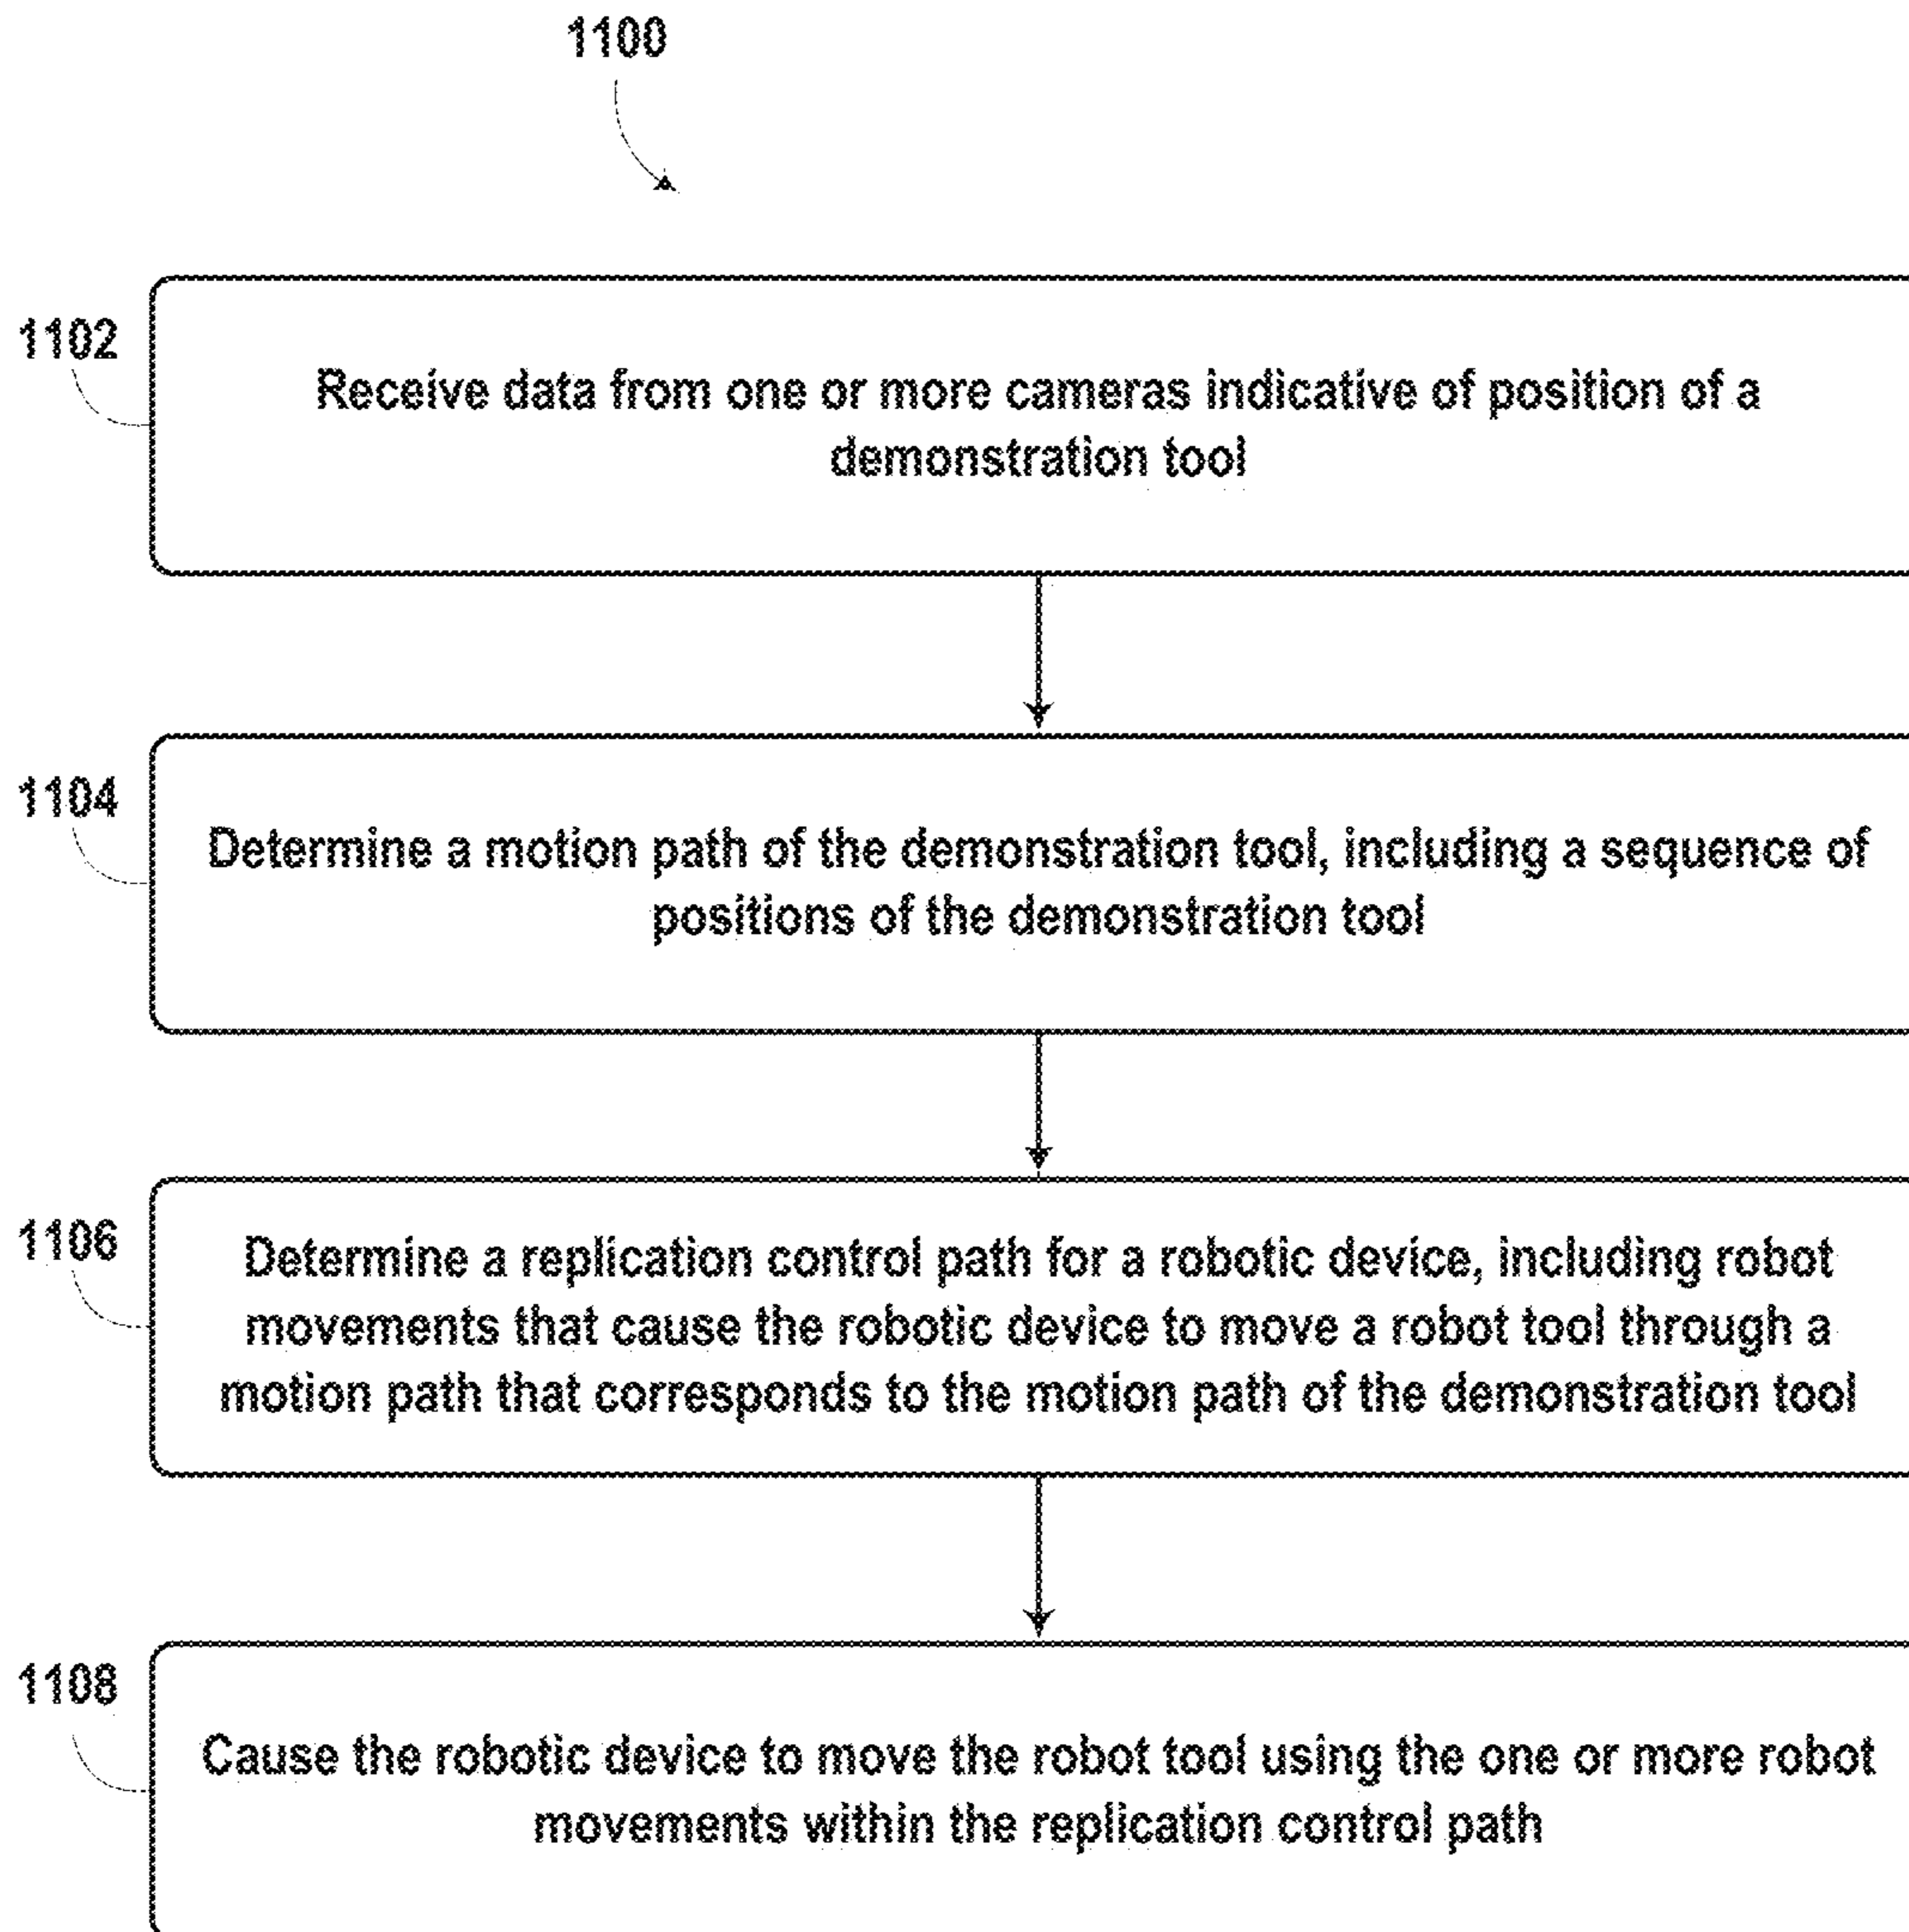 1100
1102
Receive data from one or more cameras indicative of position of a
demonstration tool
1104
Determine a motion path of the demonstration tool, including a sequence of
positions of the demonstration tool
1106
Determine a replication control path for a robotic device, including robot
movements that cause the robotic device to move a robot tool through a
motion path that corresponds to the motion path of the demonstration tool
1108
Cause the robotic device to move the robot tool using the one or more robot
movements within the replication control path